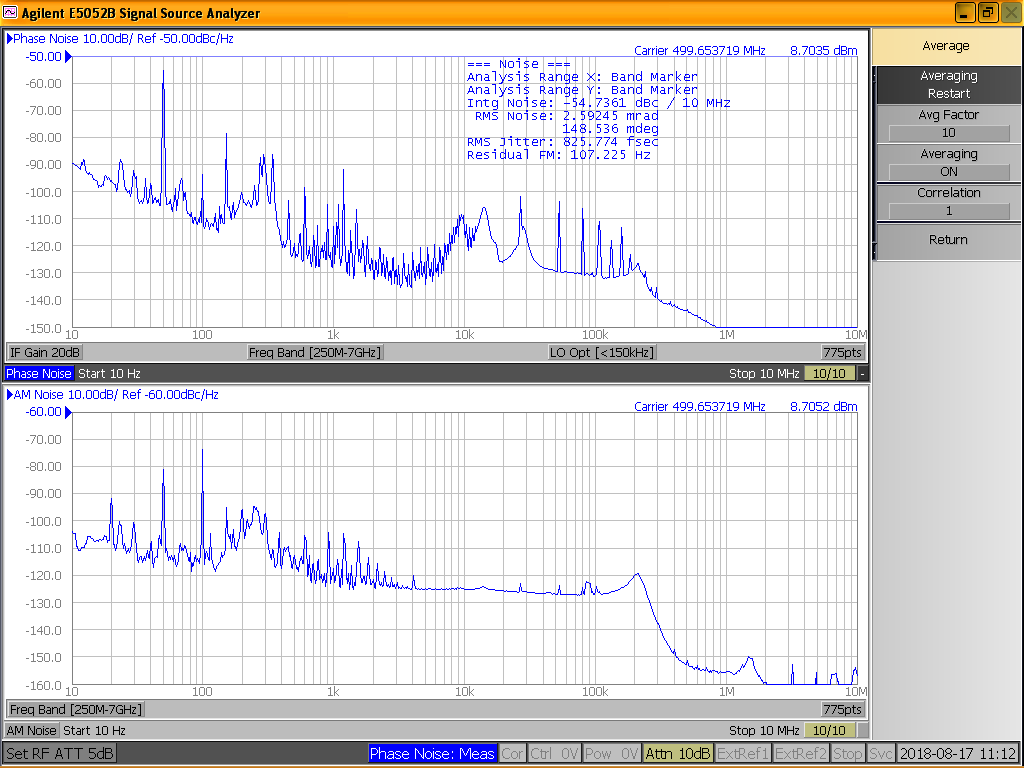 Agilent E5052B Signal Source Analyzer
Phase Noise 10.00dB/ Ref -50.00dBc/Hz
Carrier 499.653719 MHz 8.7035 dBm
-50.00
-60.00
-70.00
-80.00
-90.00
-100.0
-110.0
-120.0
-130.0
-140.0
-150.0
=== Noise ===
Analysis Range X: Band Marker
Analysis Range Y: Band Marker
Intg Noise: -54.7361 dBc / 10 MHz
RMS Noise: 2.59245 mrad
148.536 mdeg
RMS Jitter: 825.774 fsec
Residual FM: 107.225 Hz
10 100 1k 10k 100k 1M 10M
IF Gain 20dB Freq Band [250M-7GHz] LO Opt [<150kHz] 775pts
Phase Noise Start 10 Hz Stop 10 MHz 10/10 -
AM Noise 10.00dB/ Ref -60.00dBc/Hz
Carrier 499.653719 MHz 8.7052 dBm
-60.00
-70.00
-80.00
-90.00
-100.0
-110.0
-120.0
-130.0
-140.0
-150.0
-160.0
10 100 1k 10k 100k 1M 10M
Freq Band [250M-7GHz] 775pts
AM Noise Start 10 Hz Stop 10 MHz 10/10
Set RF ATT 5dB Phase Noise: Meas Cor Ctrl 0V Pow 0V Attn 10dB ExtRef1 ExtRef2 Stop Svc 2018-08-17 11:12
Average
Averaging
Restart
Avg Factor
10
Averaging
ON
Correlation
1
Return